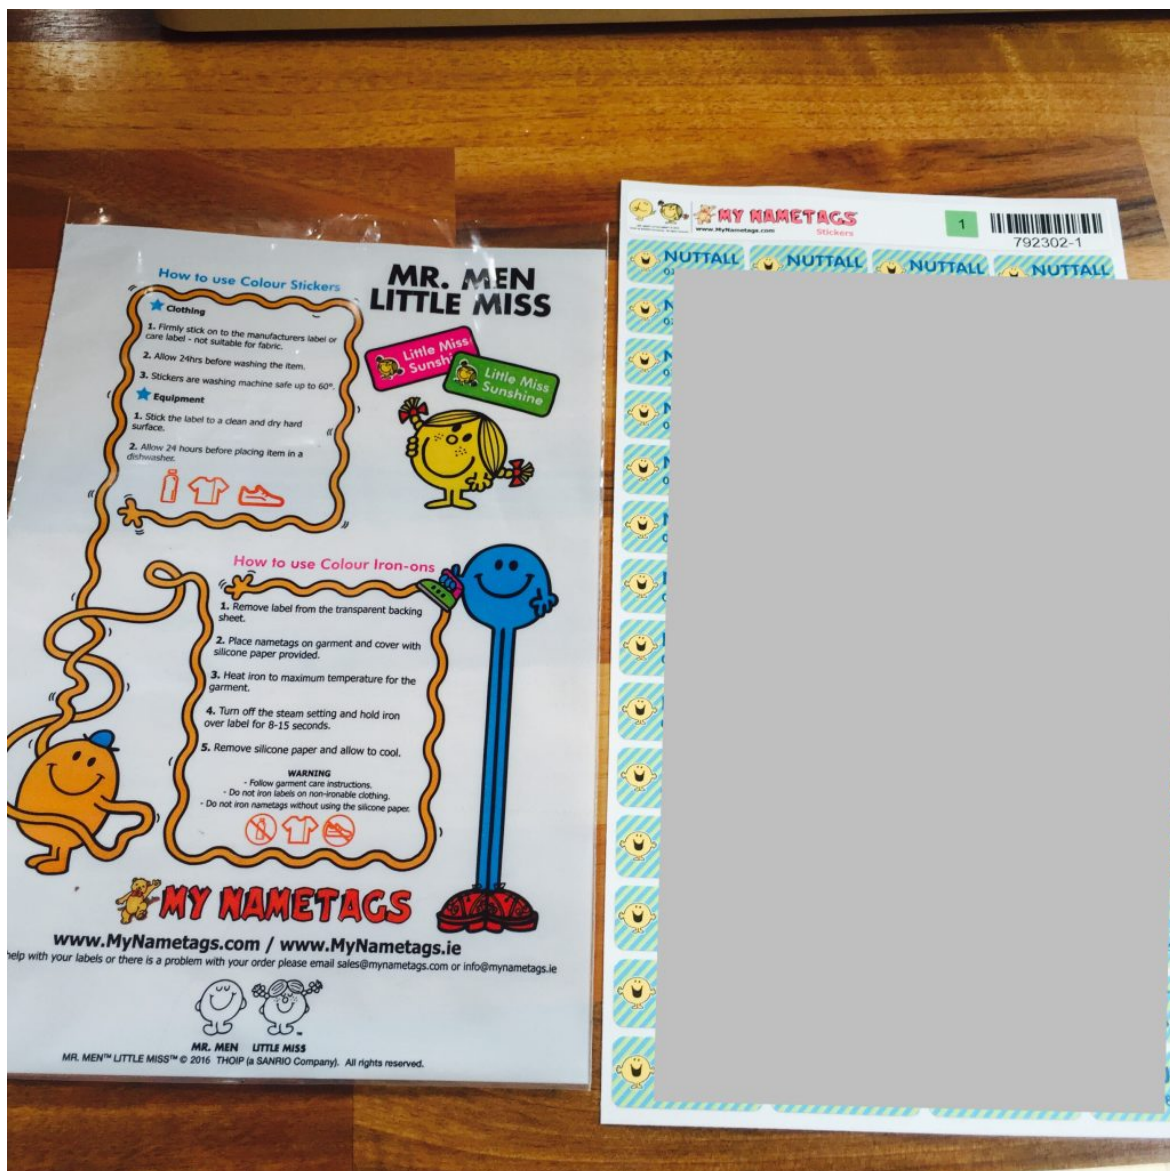 How to use Colour Stickers
MR. MEN
LITTLE MISS
Clothing
1. Firmly stick on to the manufacturers label or
care label - not suitable for fabric.
2. Allow 24hrs before washing the item.
3. Stickers are washing machine safe up to 60°.
Equipment
1. Stick the label to a clean and dry hard
surface.
2. Allow 24 hours before placing item in a
dishwasher.
Little Miss
Sunshi
Little Miss
Sunshine
How to use Colour Iron-ons
1. Remove label from the transparent backing
sheet.
2. Place nametags on garment and cover with
silicone paper provided.
3. Heat iron to maximum temperature for the
garment.
4. Turn off the steam setting and hold iron
over label for 8-15 seconds.
5. Remove silicone paper and allow to cool.
WARNING
- Follow garment care instructions.
- Do not iron labels on non-ironable clothing.
- Do not iron nametags without using the silicone paper.
MY NAMETAGS
www.MyNametags.com / www.MyNametags.ie
help with your labels or there is a problem with your order please email sales@mynametags.com or info@mynametags.ie
MR. MEN LITTLE MISS
MR. MEN™ LITTLE MISS™ © 2016 THOIP (a SANRIO Company). All rights reserved.
MY NAMETAGS
www.MyNametags.com
Stickers
1
792302-1
NUTTALL NUTTALL NUTTALL NUTTALL